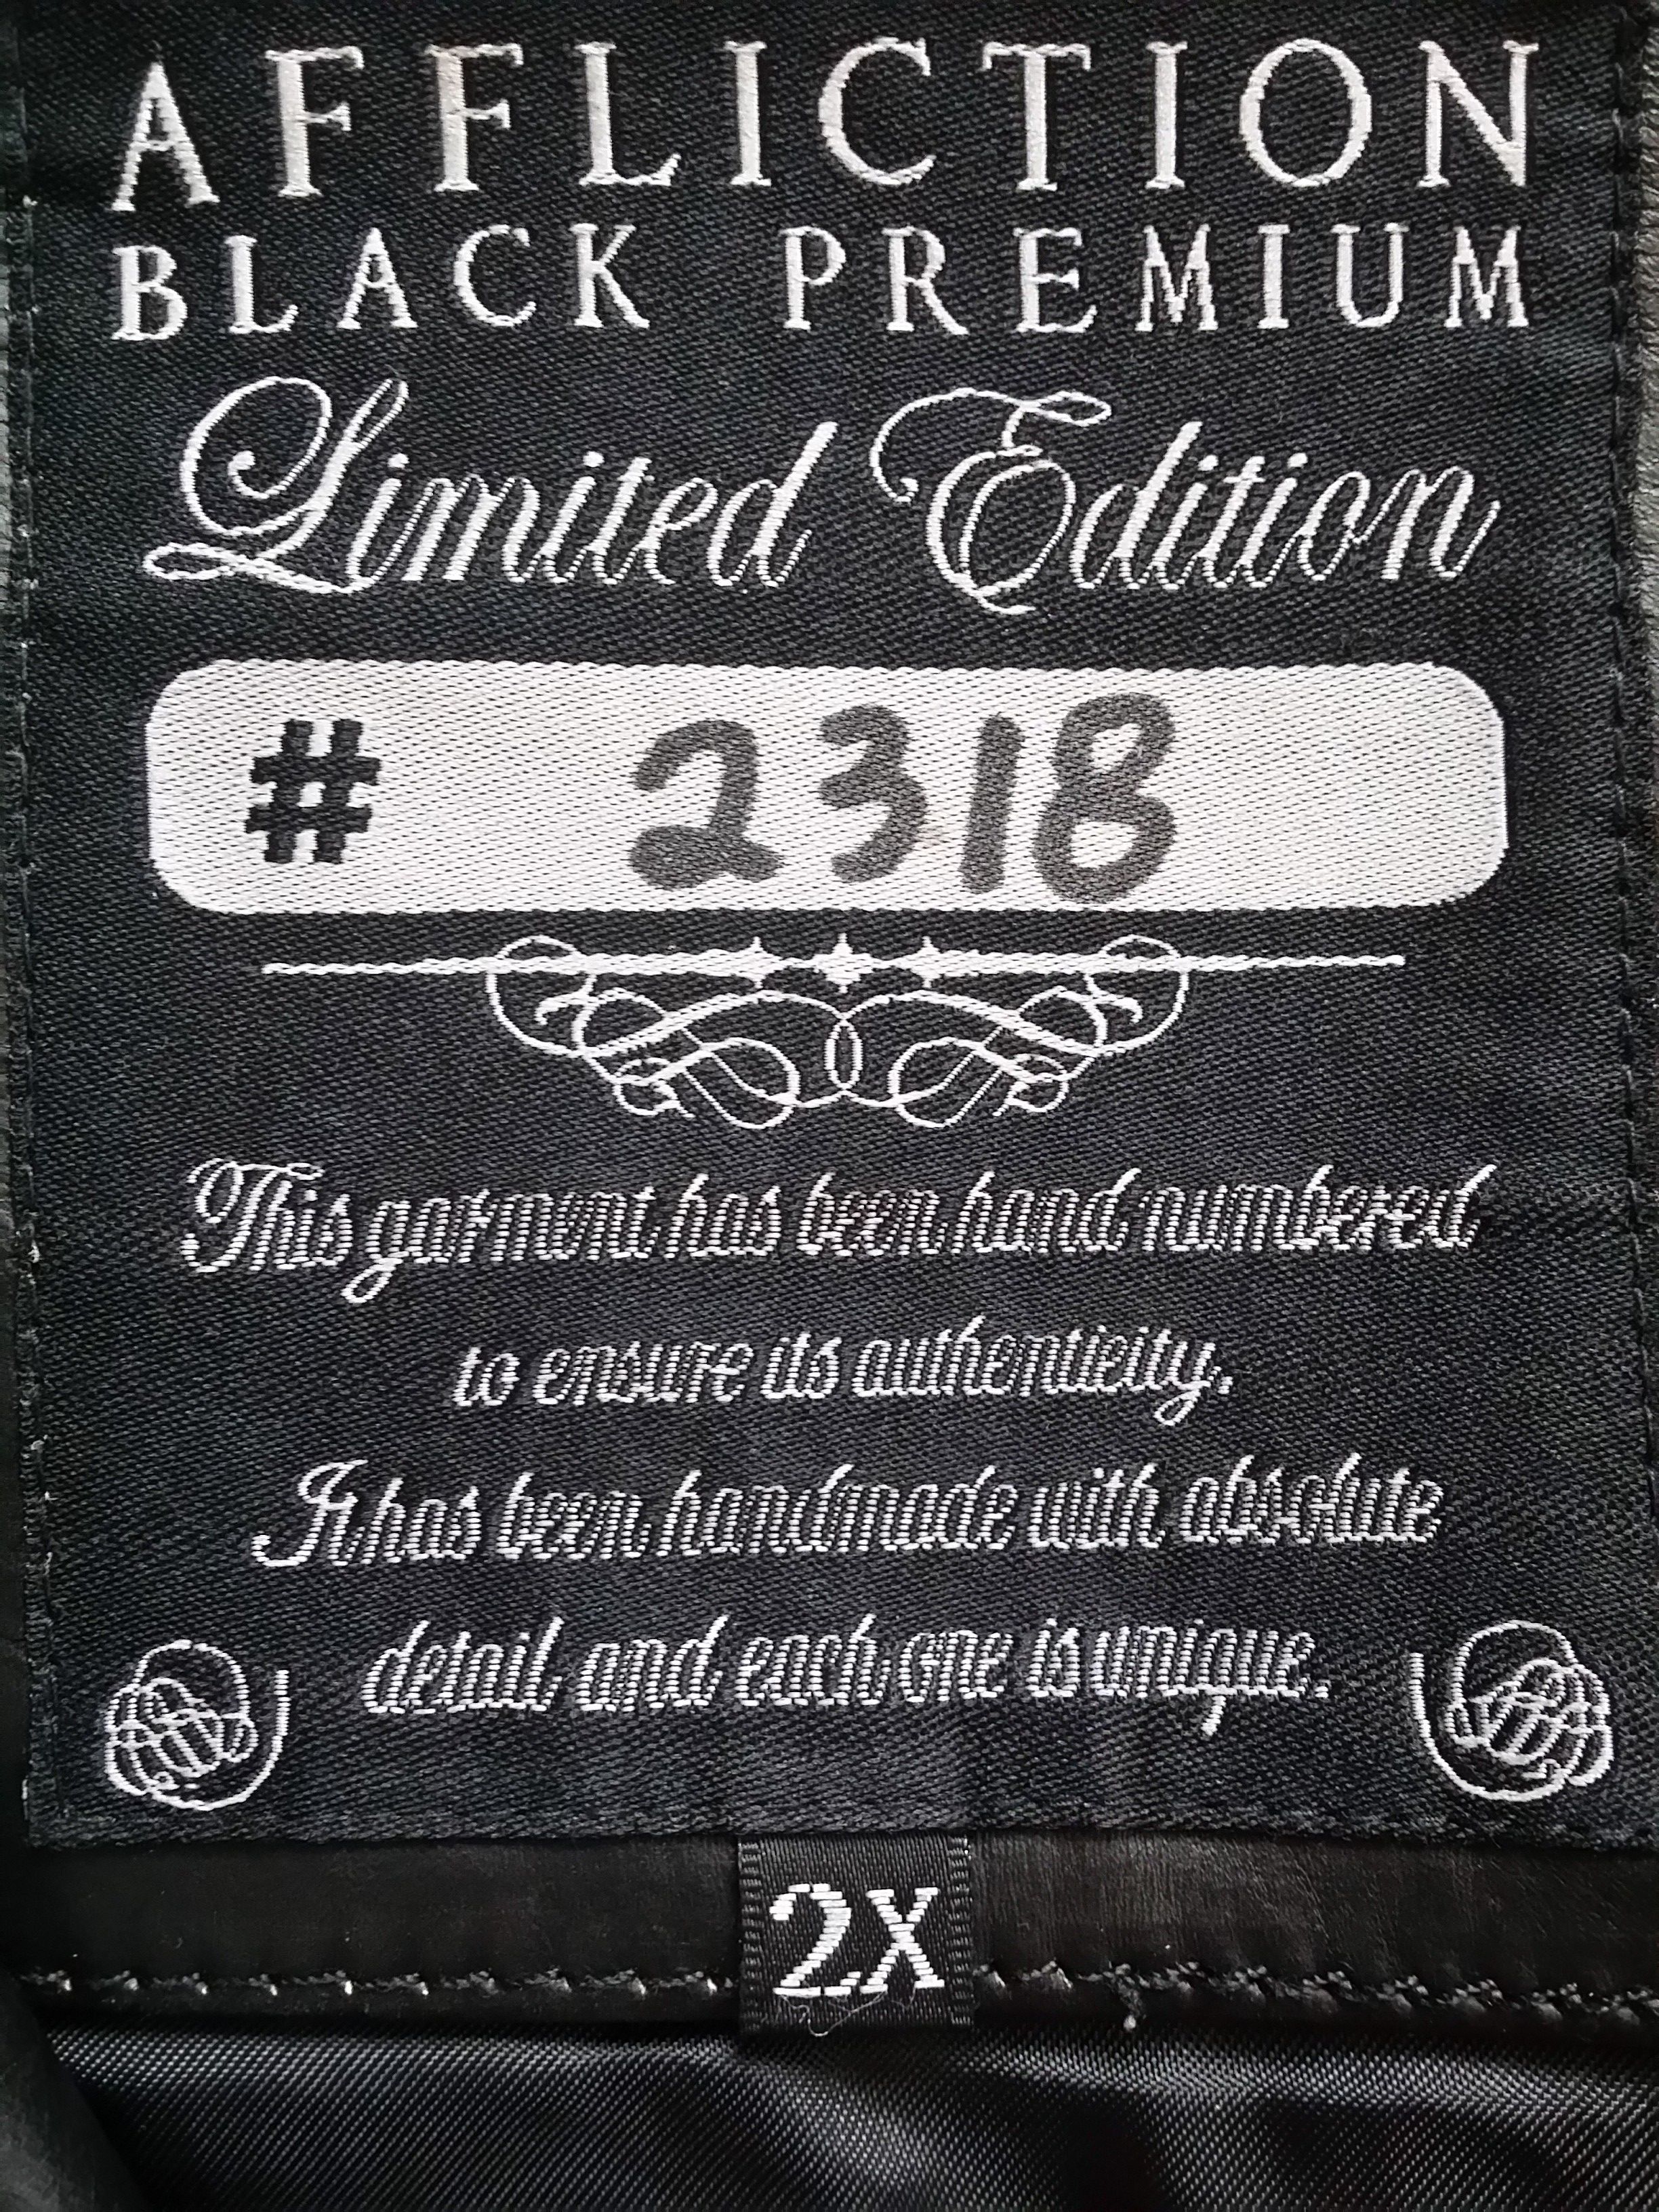 AFFLICTION
BLACK PREMIUM
Limited Edition
# 2318
This garment has been hand numbered
to ensure its authenticity.
It has been handmade with absolute
detail and each one is unique.
2X